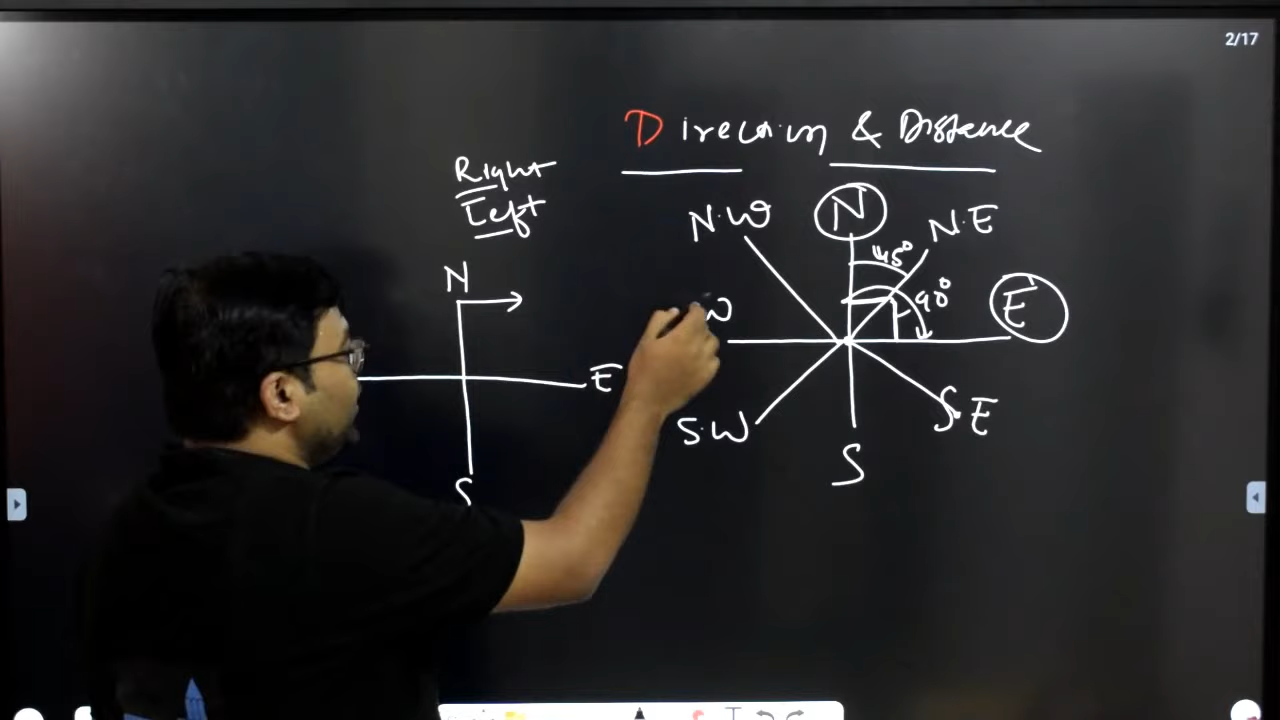 2/17
Direction & Distance
Right
Left
N.W N N.E
45°
90°
W E
N
E
S.W S.E
S
S